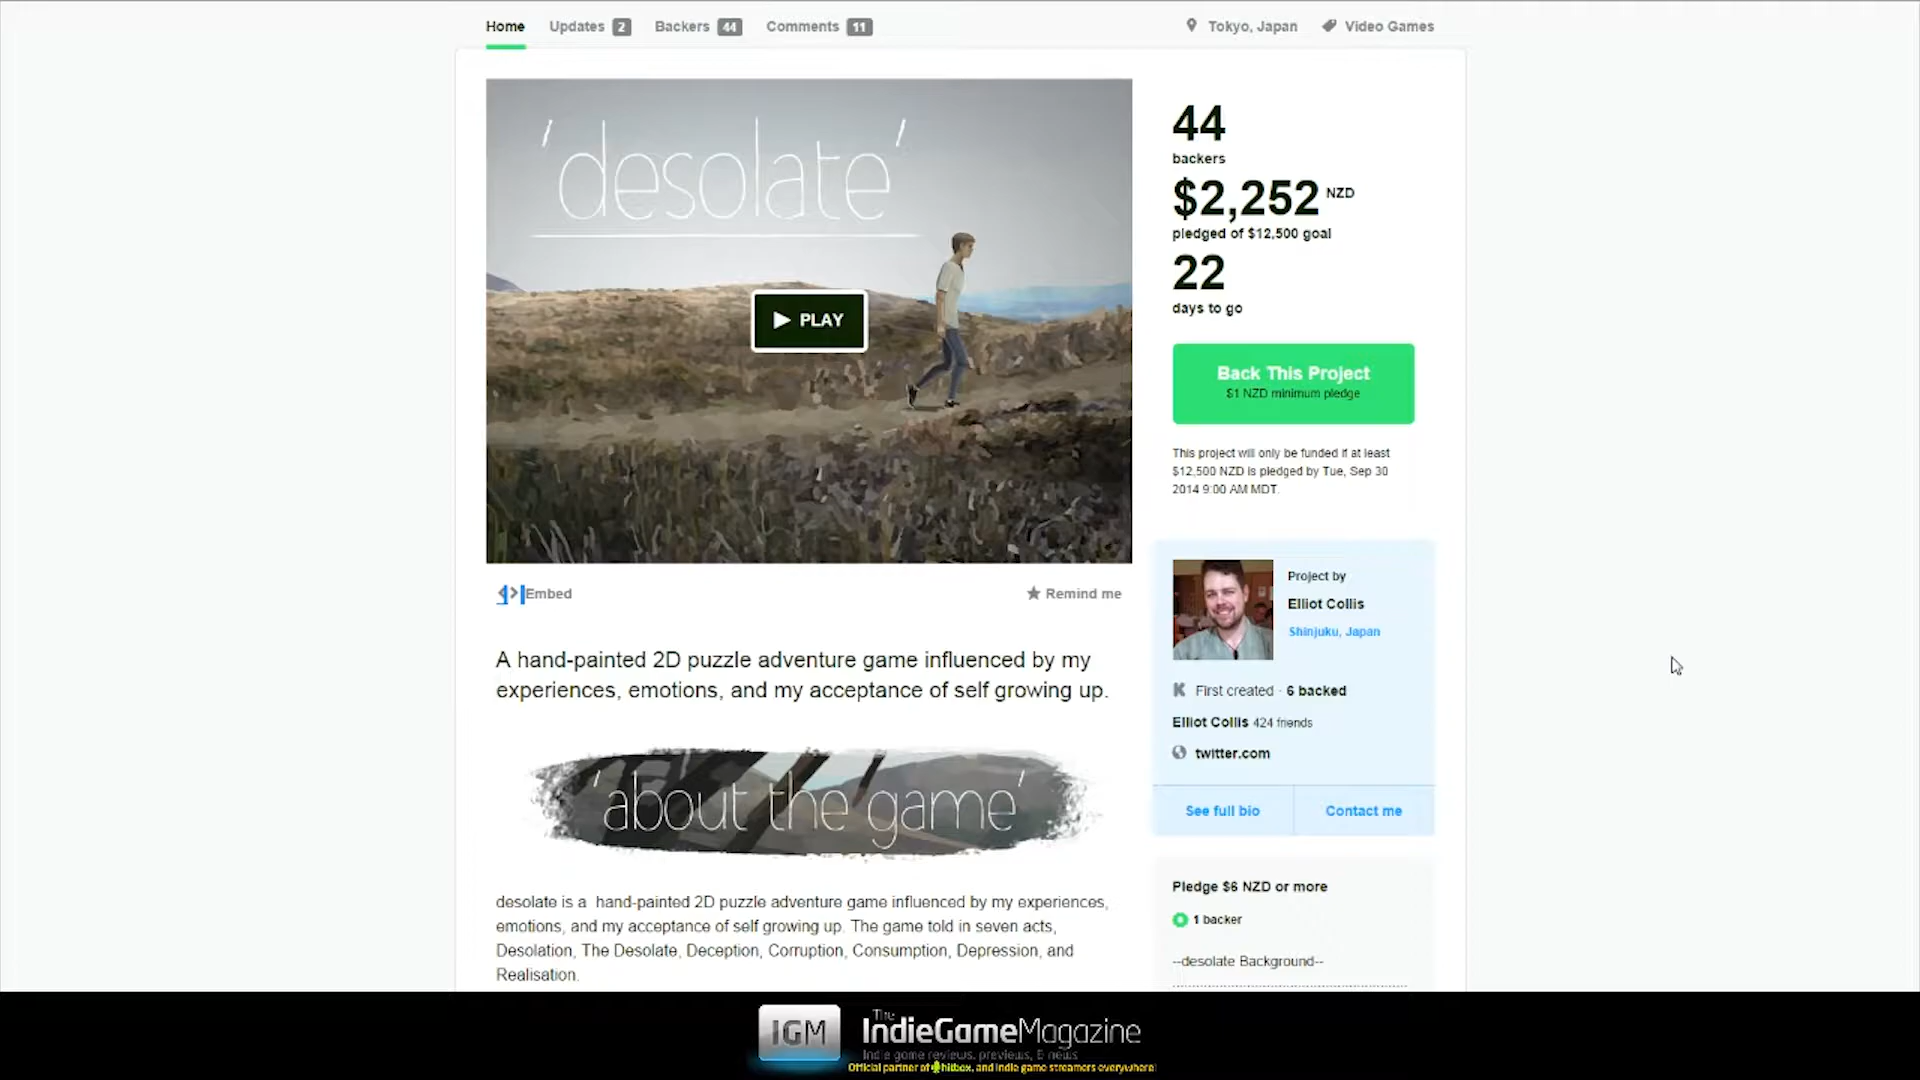 Home Updates 2 Backers 44 Comments 11
Tokyo, Japan Video Games
'desolate'
PLAY
44
backers
$2,252 NZD
pledged of $12,500 goal
22
days to go
Back This Project
$1 NZD minimum pledge
This project will only be funded if at least
$12,500 NZD is pledged by Tue, Sep 30
2014 9:00 AM MDT.
Embed
Remind me
A hand-painted 2D puzzle adventure game influenced by my
experiences, emotions, and my acceptance of self growing up.
'about the game'
desolate is a hand-painted 2D puzzle adventure game influenced by my experiences,
emotions, and my acceptance of self growing up. The game told in seven acts,
Desolation, The Desolate, Deception, Corruption, Consumption, Depression, and
Realisation.
Project by
Elliot Collis
Shinjuku, Japan
First created · 6 backed
Elliot Collis 424 friends
twitter.com
See full bio
Contact me
Pledge $6 NZD or more
1 backer
--desolate Background--
IGM
The
IndieGameMagazine
Indie game reviews, previews, & news
Official partner of hitbox, and indie game streamers everywhere!